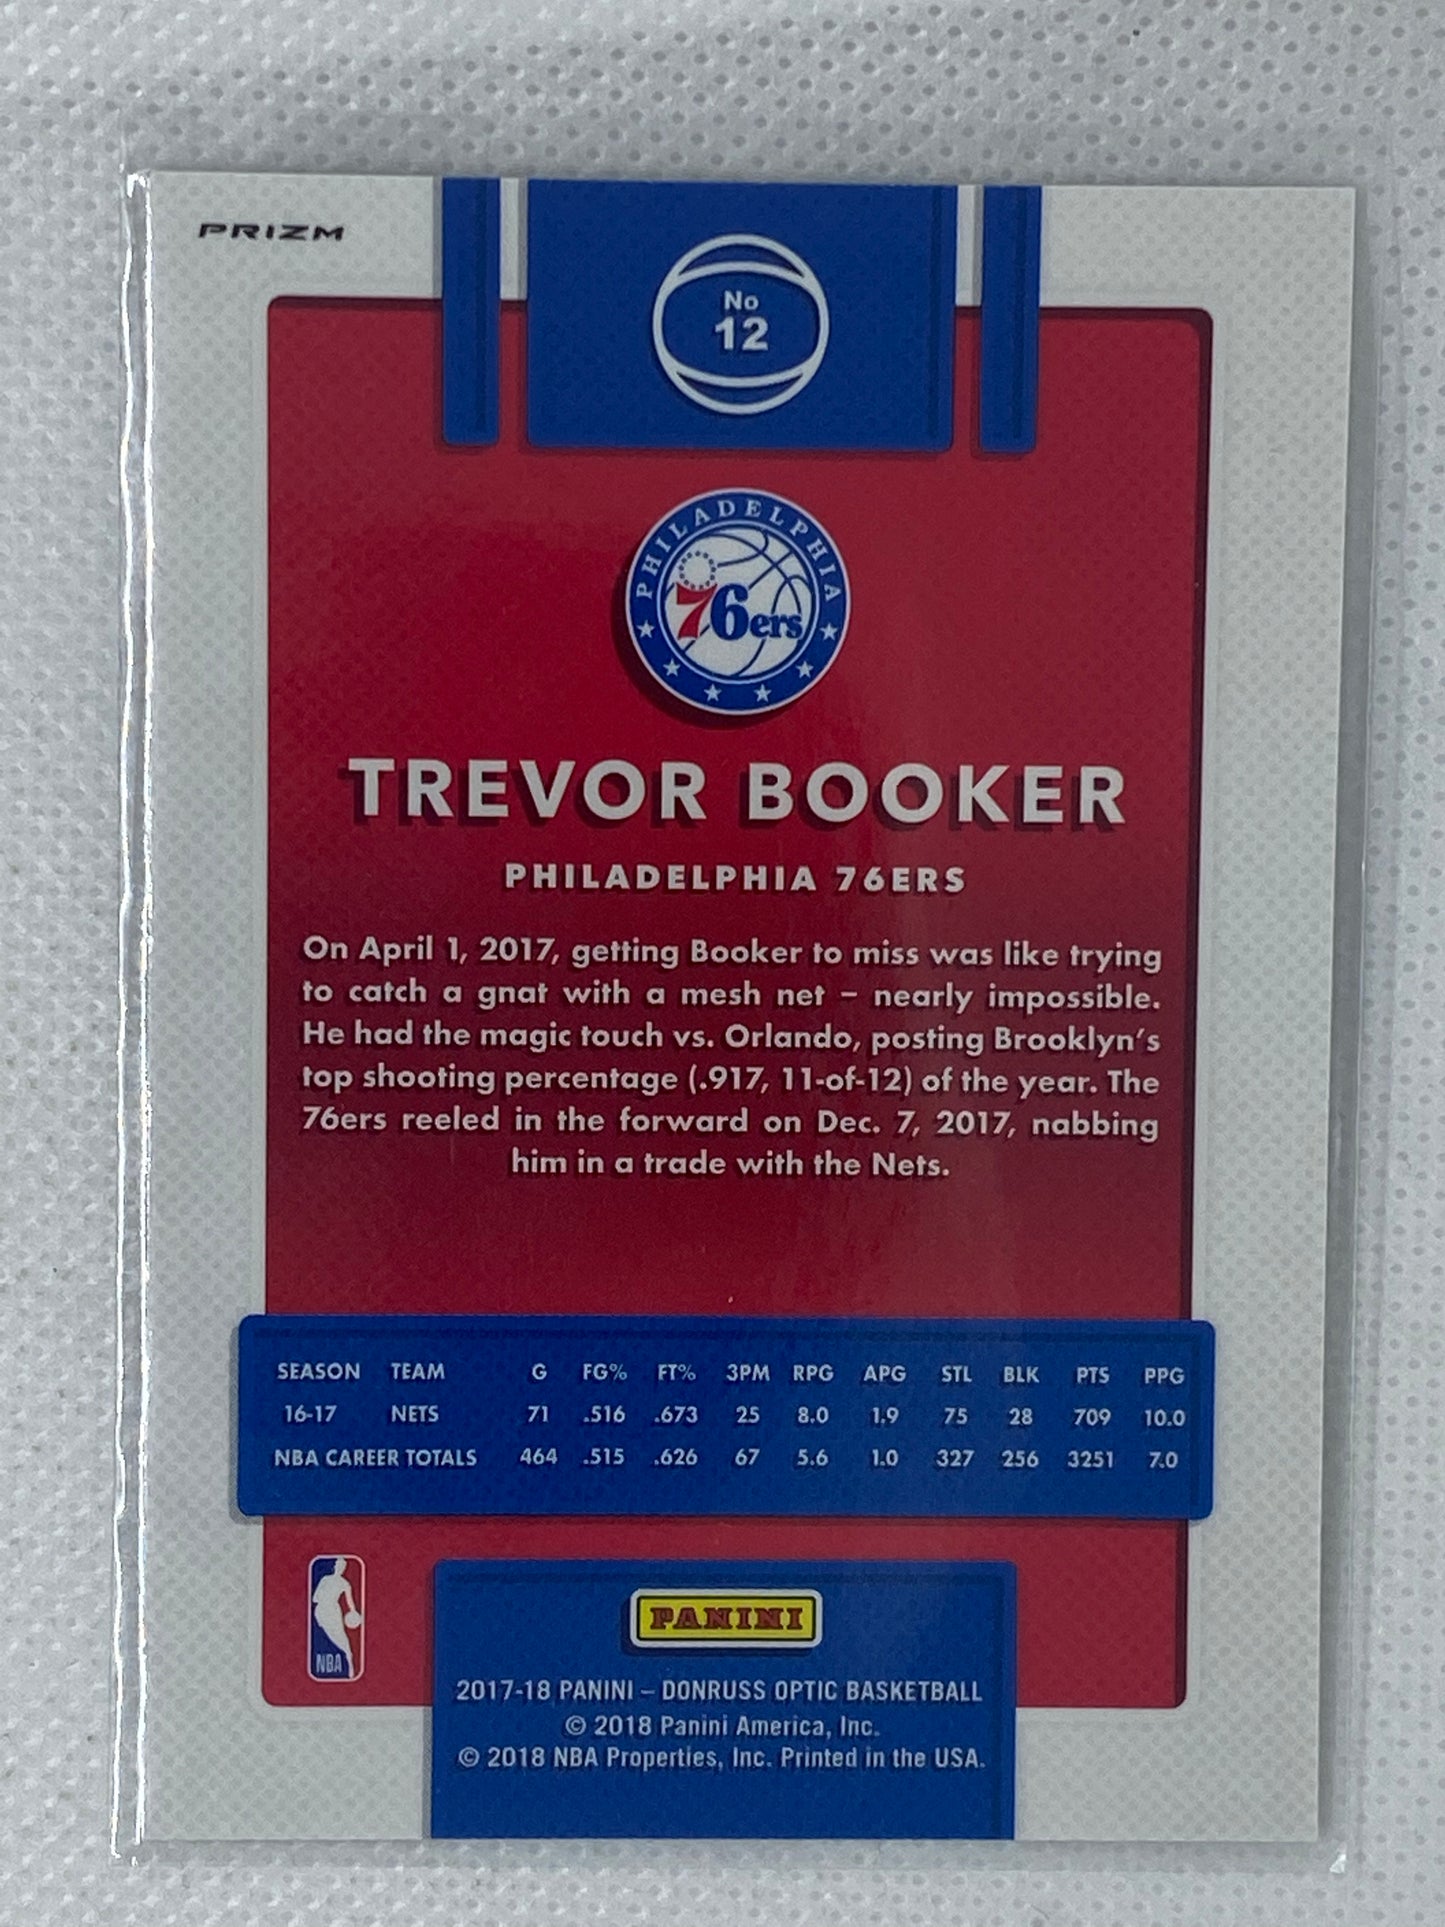 PRIZM
No
12
PHILADELPHIA
76ers
TREVOR BOOKER
PHILADELPHIA 76ERS
On April 1, 2017, getting Booker to miss was like trying
to catch a gnat with a mesh net – nearly impossible.
He had the magic touch vs. Orlando, posting Brooklyn's
top shooting percentage (.917, 11-of-12) of the year. The
76ers reeled in the forward on Dec. 7, 2017, nabbing
him in a trade with the Nets.
SEASON TEAM G FG% FT% 3PM RPG APG STL BLK PTS PPG
16-17 NETS 71 .516 .673 25 8.0 1.9 75 28 709 10.0
NBA CAREER TOTALS 464 .515 .626 67 5.6 1.0 327 256 3251 7.0
NBA
PANINI
2017-18 PANINI – DONRUSS OPTIC BASKETBALL
© 2018 Panini America, Inc.
© 2018 NBA Properties, Inc. Printed in the USA.